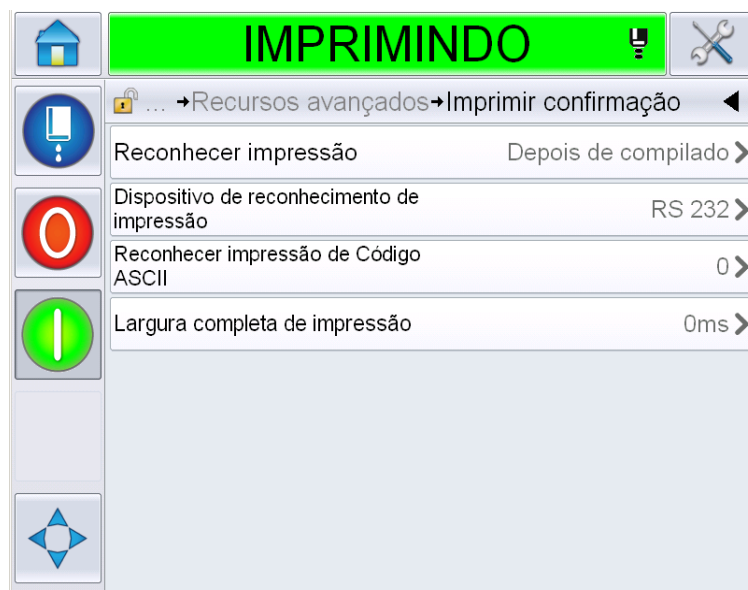 IMPRIMINDO
... →Recursos avançados→Imprimir confirmação
Reconhecer impressão Depois de compilado
Dispositivo de reconhecimento de
impressão RS 232
Reconhecer impressão de Código
ASCII 0
Largura completa de impressão 0ms